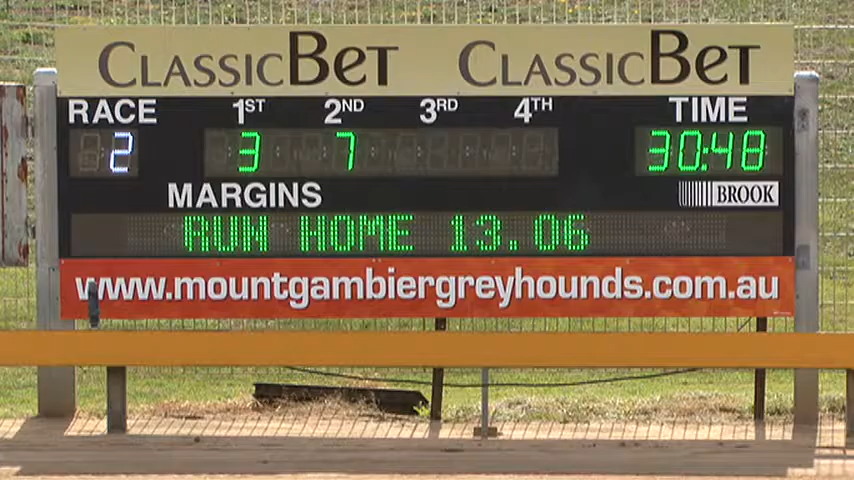 CLASSICBET CLASSICBET
RACE 1ST 2ND 3RD 4TH TIME
2 3 7 30:48
MARGINS BROOK
RUN HOME 13.06
www.mountgambiergreyhounds.com.au